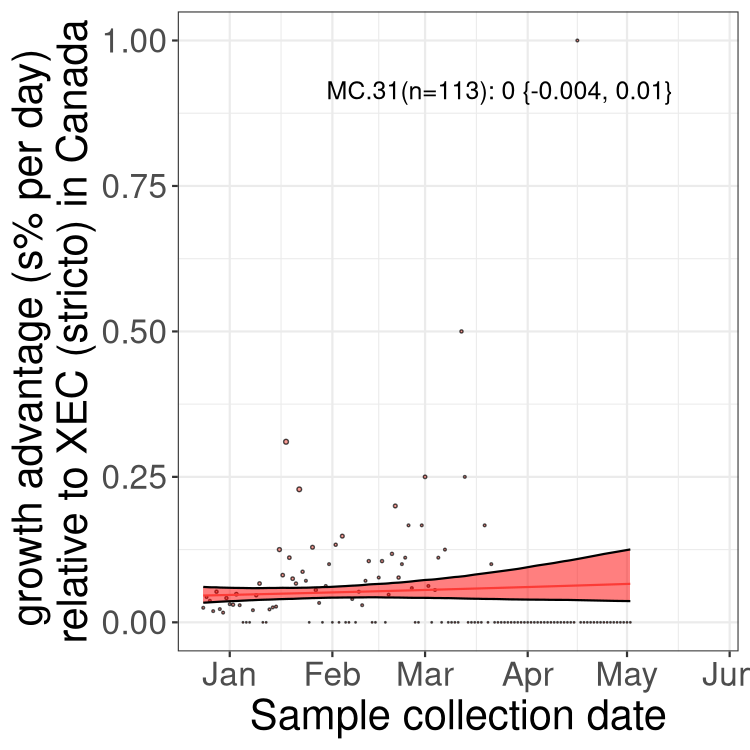 growth advantage (s% per day)
relative to XEC (stricto) in Canada
1.00
0.75
0.50
0.25
0.00
MC.31(n=113): 0 {-0.004, 0.01}
Jan Feb Mar Apr May Jun
Sample collection date